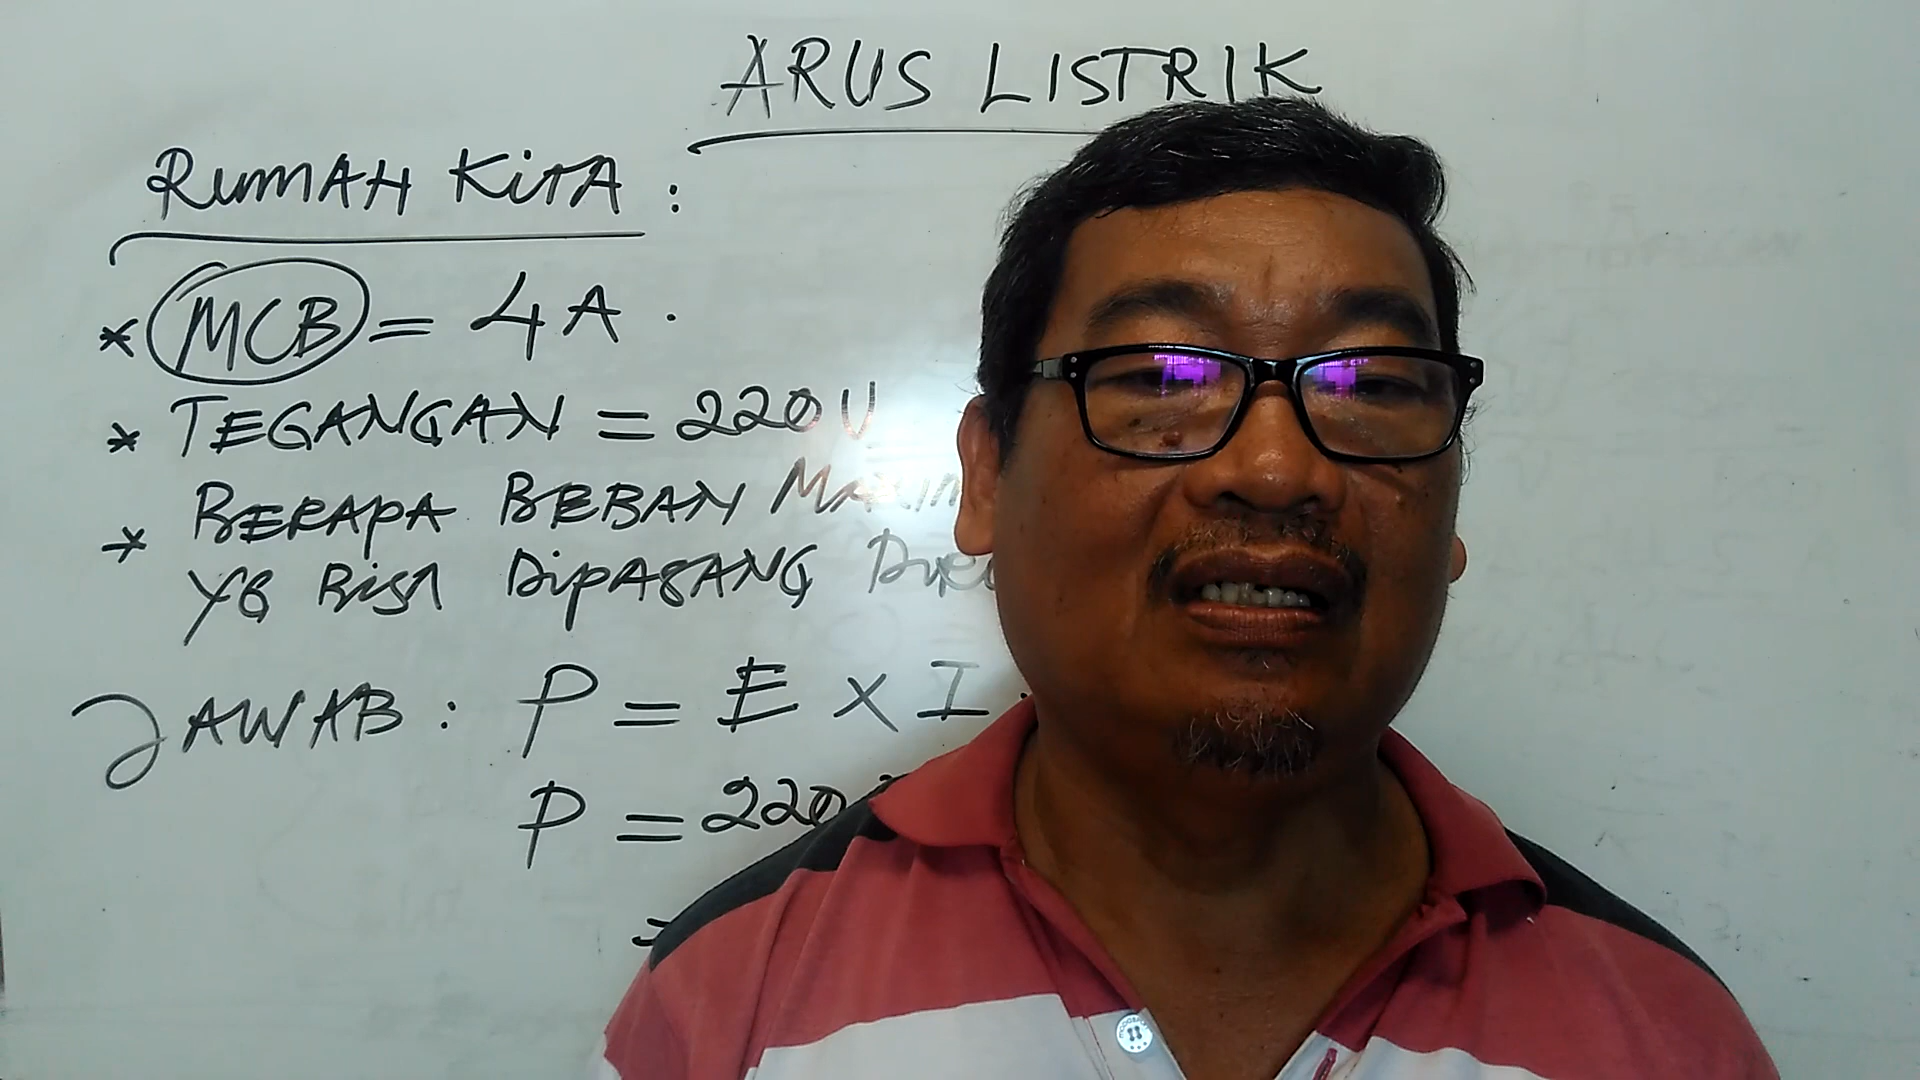 ARUS LISTRIK
RUMAH KITA :
* MCB = 4A.
* TEGANGAN = 220V
* BERAPA BEBAN
YG BISA DIPASANG
JAWAB : P = E X I
P = 220
=